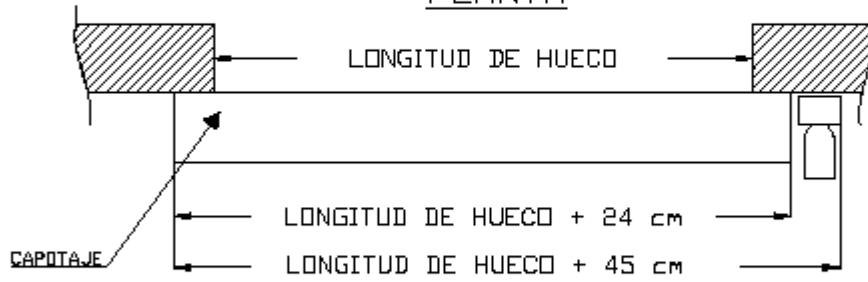 PLANTA
LONGITUD DE HUECO
LONGITUD DE HUECO + 24 cm
CAPOTAJE
LONGITUD DE HUECO + 45 cm